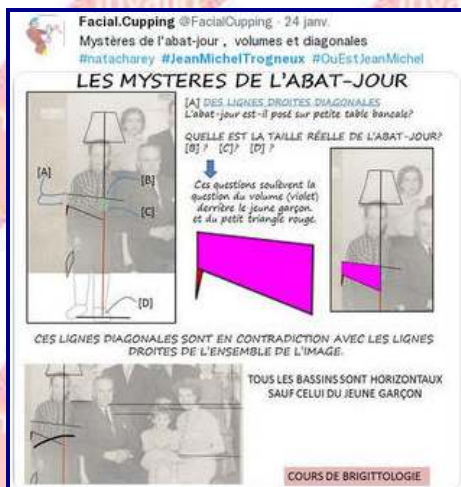 Facial.Cupping @FacialCupping · 24 janv.
Mystères de l'abat-jour , volumes et diagonales
#natacharey #JeanMichelTrogneux #OuEstJeanMichel
LES MYSTERES DE L'ABAT-JOUR
[A] DES LIGNES DROITES DIAGONALES
L'abat-jour est-il posé sur petite table bancale?
QUELLE EST LA TAILLE RÉELLE DE L'ABAT-JOUR?
[B] ? [C]? [D] ?
[A]
[B]
[C]
[D]
Ces questions soulèvent la
question du volume (violet)
derrière le jeune garçon
et du petit triangle rouge.
CES LIGNES DIAGONALES SONT EN CONTRADICTION AVEC LES LIGNES
DROITES DE L'ENSEMBLE DE L'IMAGE.
TOUS LES BASSINS SONT HORIZONTAUX
SAUF CELUI DU JEUNE GARÇON
COURS DE BRIGITTOLOGIE